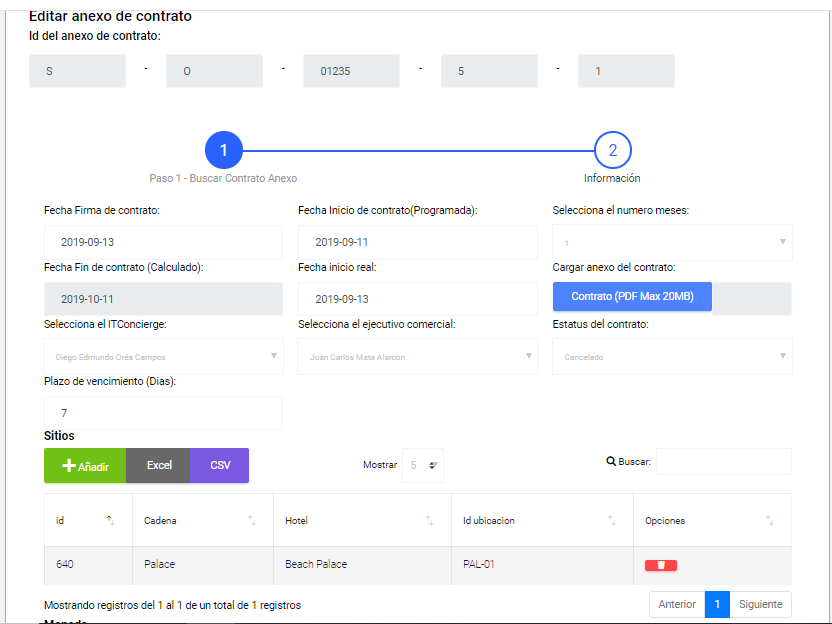 Editar anexo de contrato
Id del anexo de contrato:
S - O - 01235 - 5 - 1
1 2
Paso 1 - Buscar Contrato Anexo Información
Fecha Firma de contrato: Fecha Inicio de contrato(Programada): Selecciona el numero meses:
2019-09-13 2019-09-11 1
Fecha Fin de contrato (Calculado): Fecha inicio real: Cargar anexo del contrato:
2019-10-11 2019-09-13 Contrato (PDF Max 20MB)
Selecciona el ITConcierge: Selecciona el ejecutivo comercial: Estatus del contrato:
Diego Edmundo Oréa Campos Juan Carlos Mata Alarcon Cancelado
Plazo de vencimiento (Dias):
7
Sitios
Añadir Excel CSV Mostrar 5 Buscar:
id Cadena Hotel Id ubicacion Opciones
640 Palace Beach Palace PAL-01
Mostrando registros del 1 al 1 de un total de 1 registros Anterior 1 Siguiente